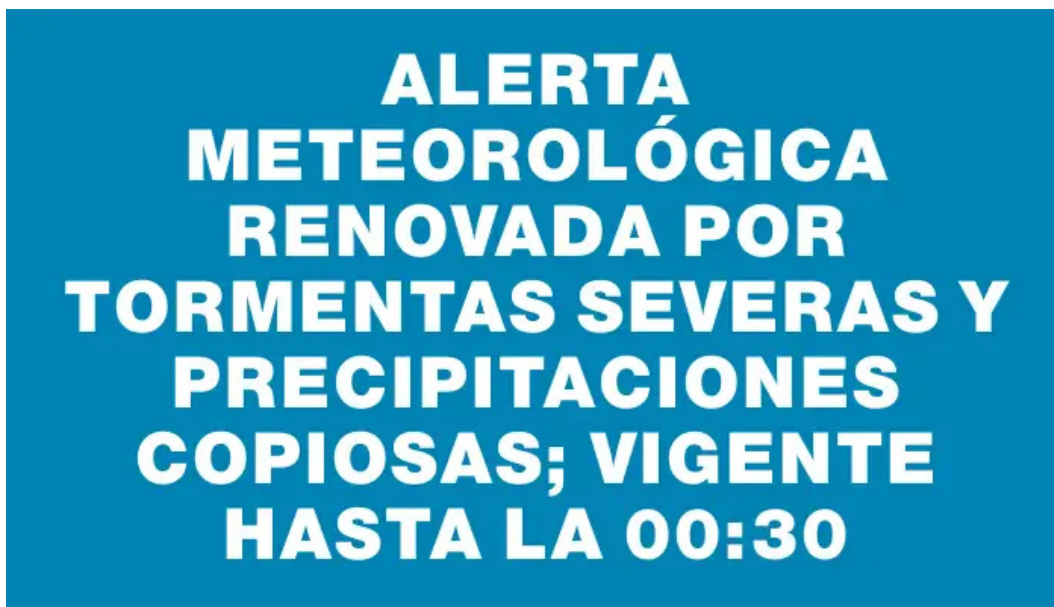 ALERTA
METEOROLÓGICA
RENOVADA POR
TORMENTAS SEVERAS Y
PRECIPITACIONES
COPIOSAS; VIGENTE
HASTA LA 00:30